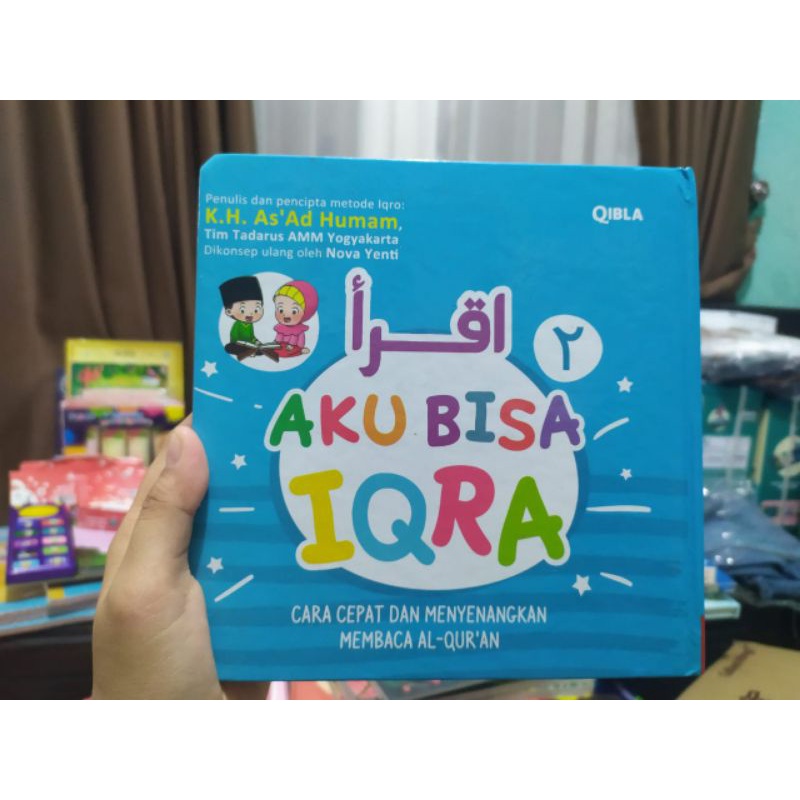 Penulis dan pencipta metode Iqro:
K.H. As'Ad Humam,
Tim Tadarus AMM Yogyakarta
Dikonsep ulang oleh Nova Yenti
QIBLA
اقرأ
٢
AKU BISA
IQRA
CARA CEPAT DAN MENYENANGKAN
MEMBACA AL-QUR'AN